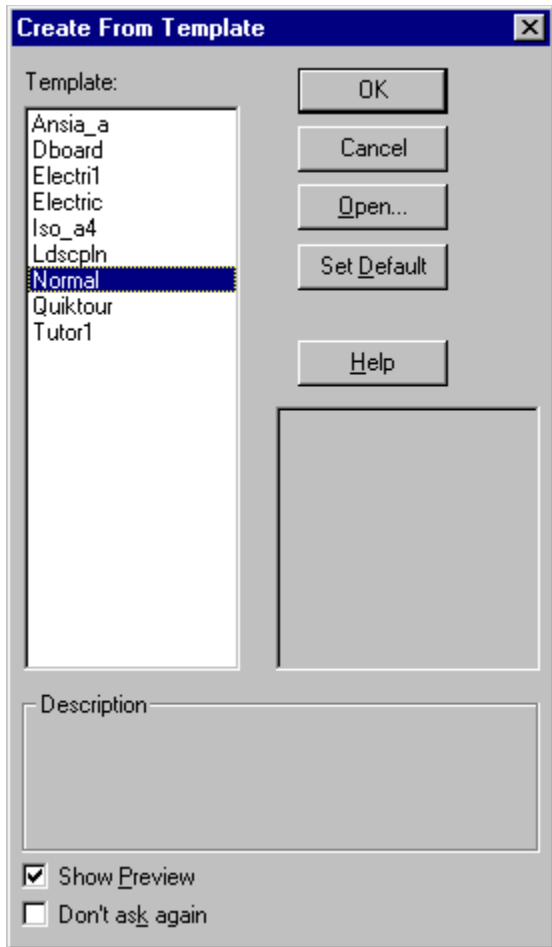 Create From Template
Template:
Ansia_a
Dboard
Electri1
Electric
Iso_a4
Ldscpln
Normal
Quiktour
Tutor1
OK
Cancel
Open...
Set Default
Help
Description
Show Preview
Don't ask again